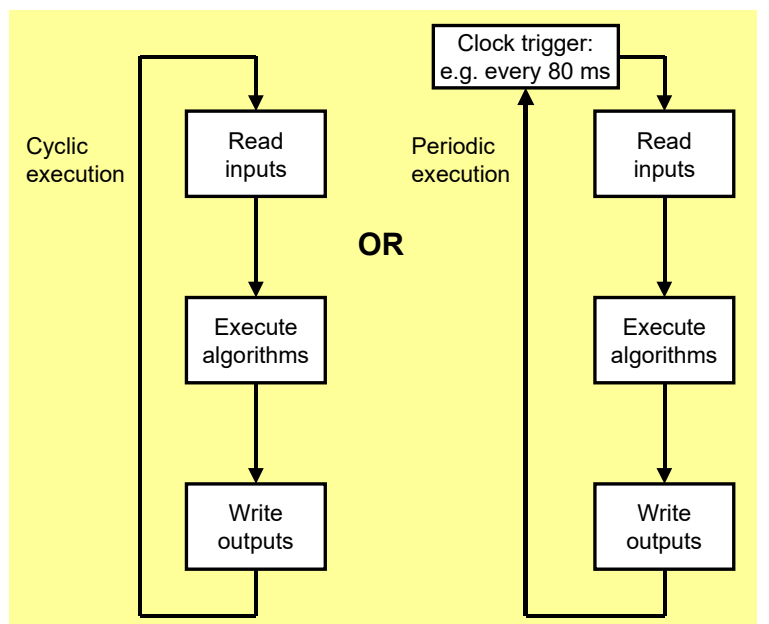 Cyclic
execution
Read
inputs
Execute
algorithms
Write
outputs
OR
Clock trigger:
e.g. every 80 ms
Periodic
execution
Read
inputs
Execute
algorithms
Write
outputs